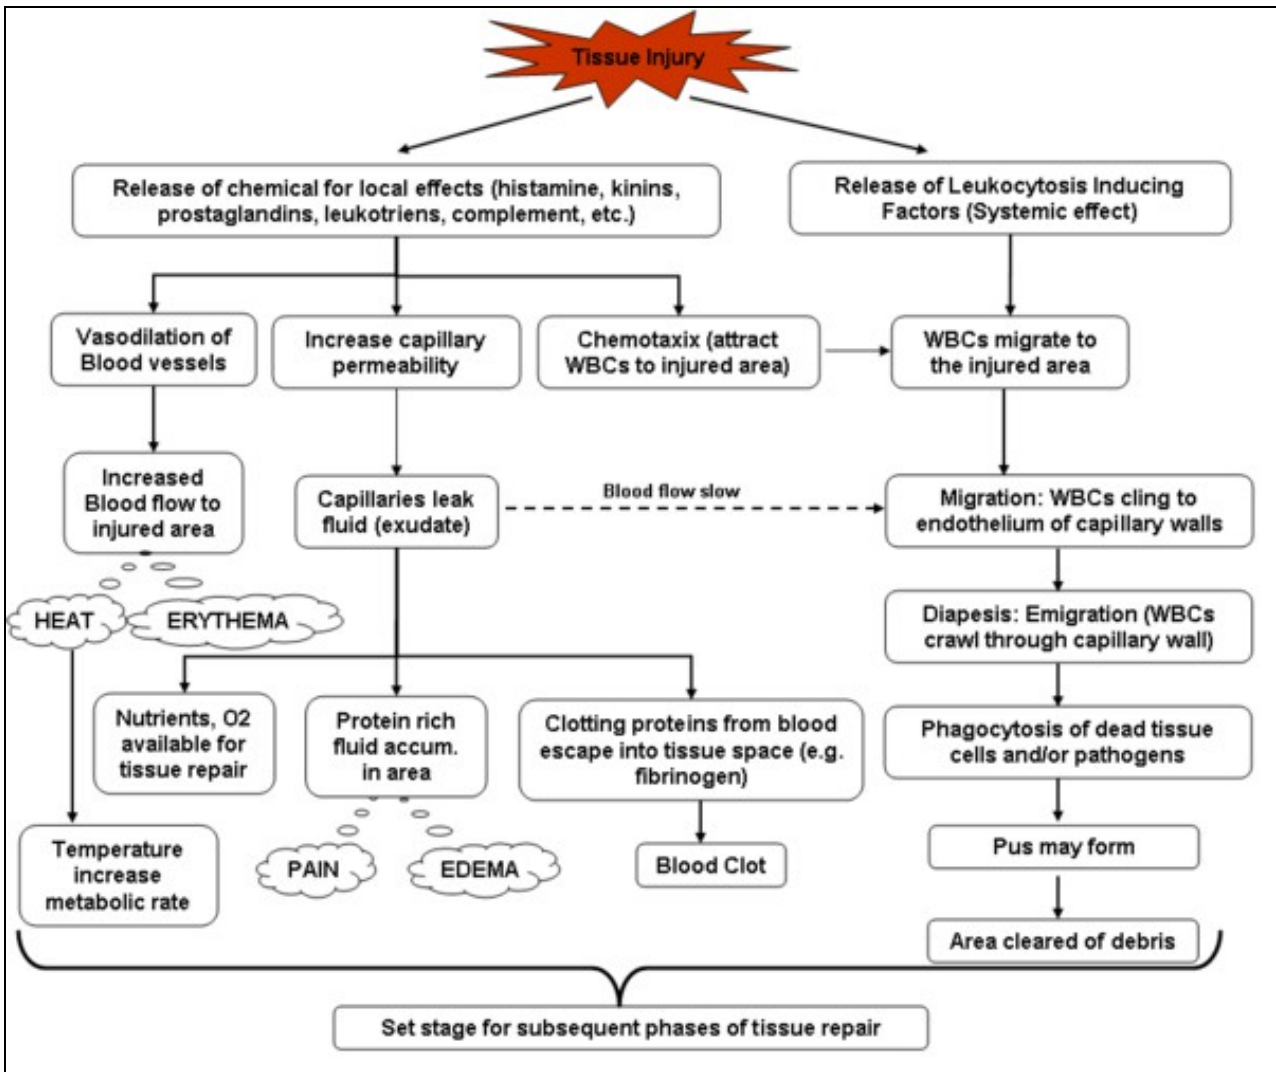 Tissue Injury
Release of chemical for local effects (histamine, kinins,
prostaglandins, leukotriens, complement, etc.)
Release of Leukocytosis Inducing
Factors (Systemic effect)
Vasodilation of
Blood vessels
Increase capillary
permeability
Chemotaxix (attract
WBCs to injured area)
WBCs migrate to
the injured area
Increased
Blood flow to
injured area
Capillaries leak
fluid (exudate)
Blood flow slow
Migration: WBCs cling to
endothelium of capillary walls
HEAT
ERYTHEMA
Diapesis: Emigration (WBCs
crawl through capillary wall)
Nutrients, O2
available for
tissue repair
Protein rich
fluid accum.
in area
Clotting proteins from blood
escape into tissue space (e.g.
fibrinogen)
Phagocytosis of dead tissue
cells and/or pathogens
Temperature
increase
metabolic rate
PAIN
EDEMA
Blood Clot
Pus may form
Area cleared of debris
Set stage for subsequent phases of tissue repair